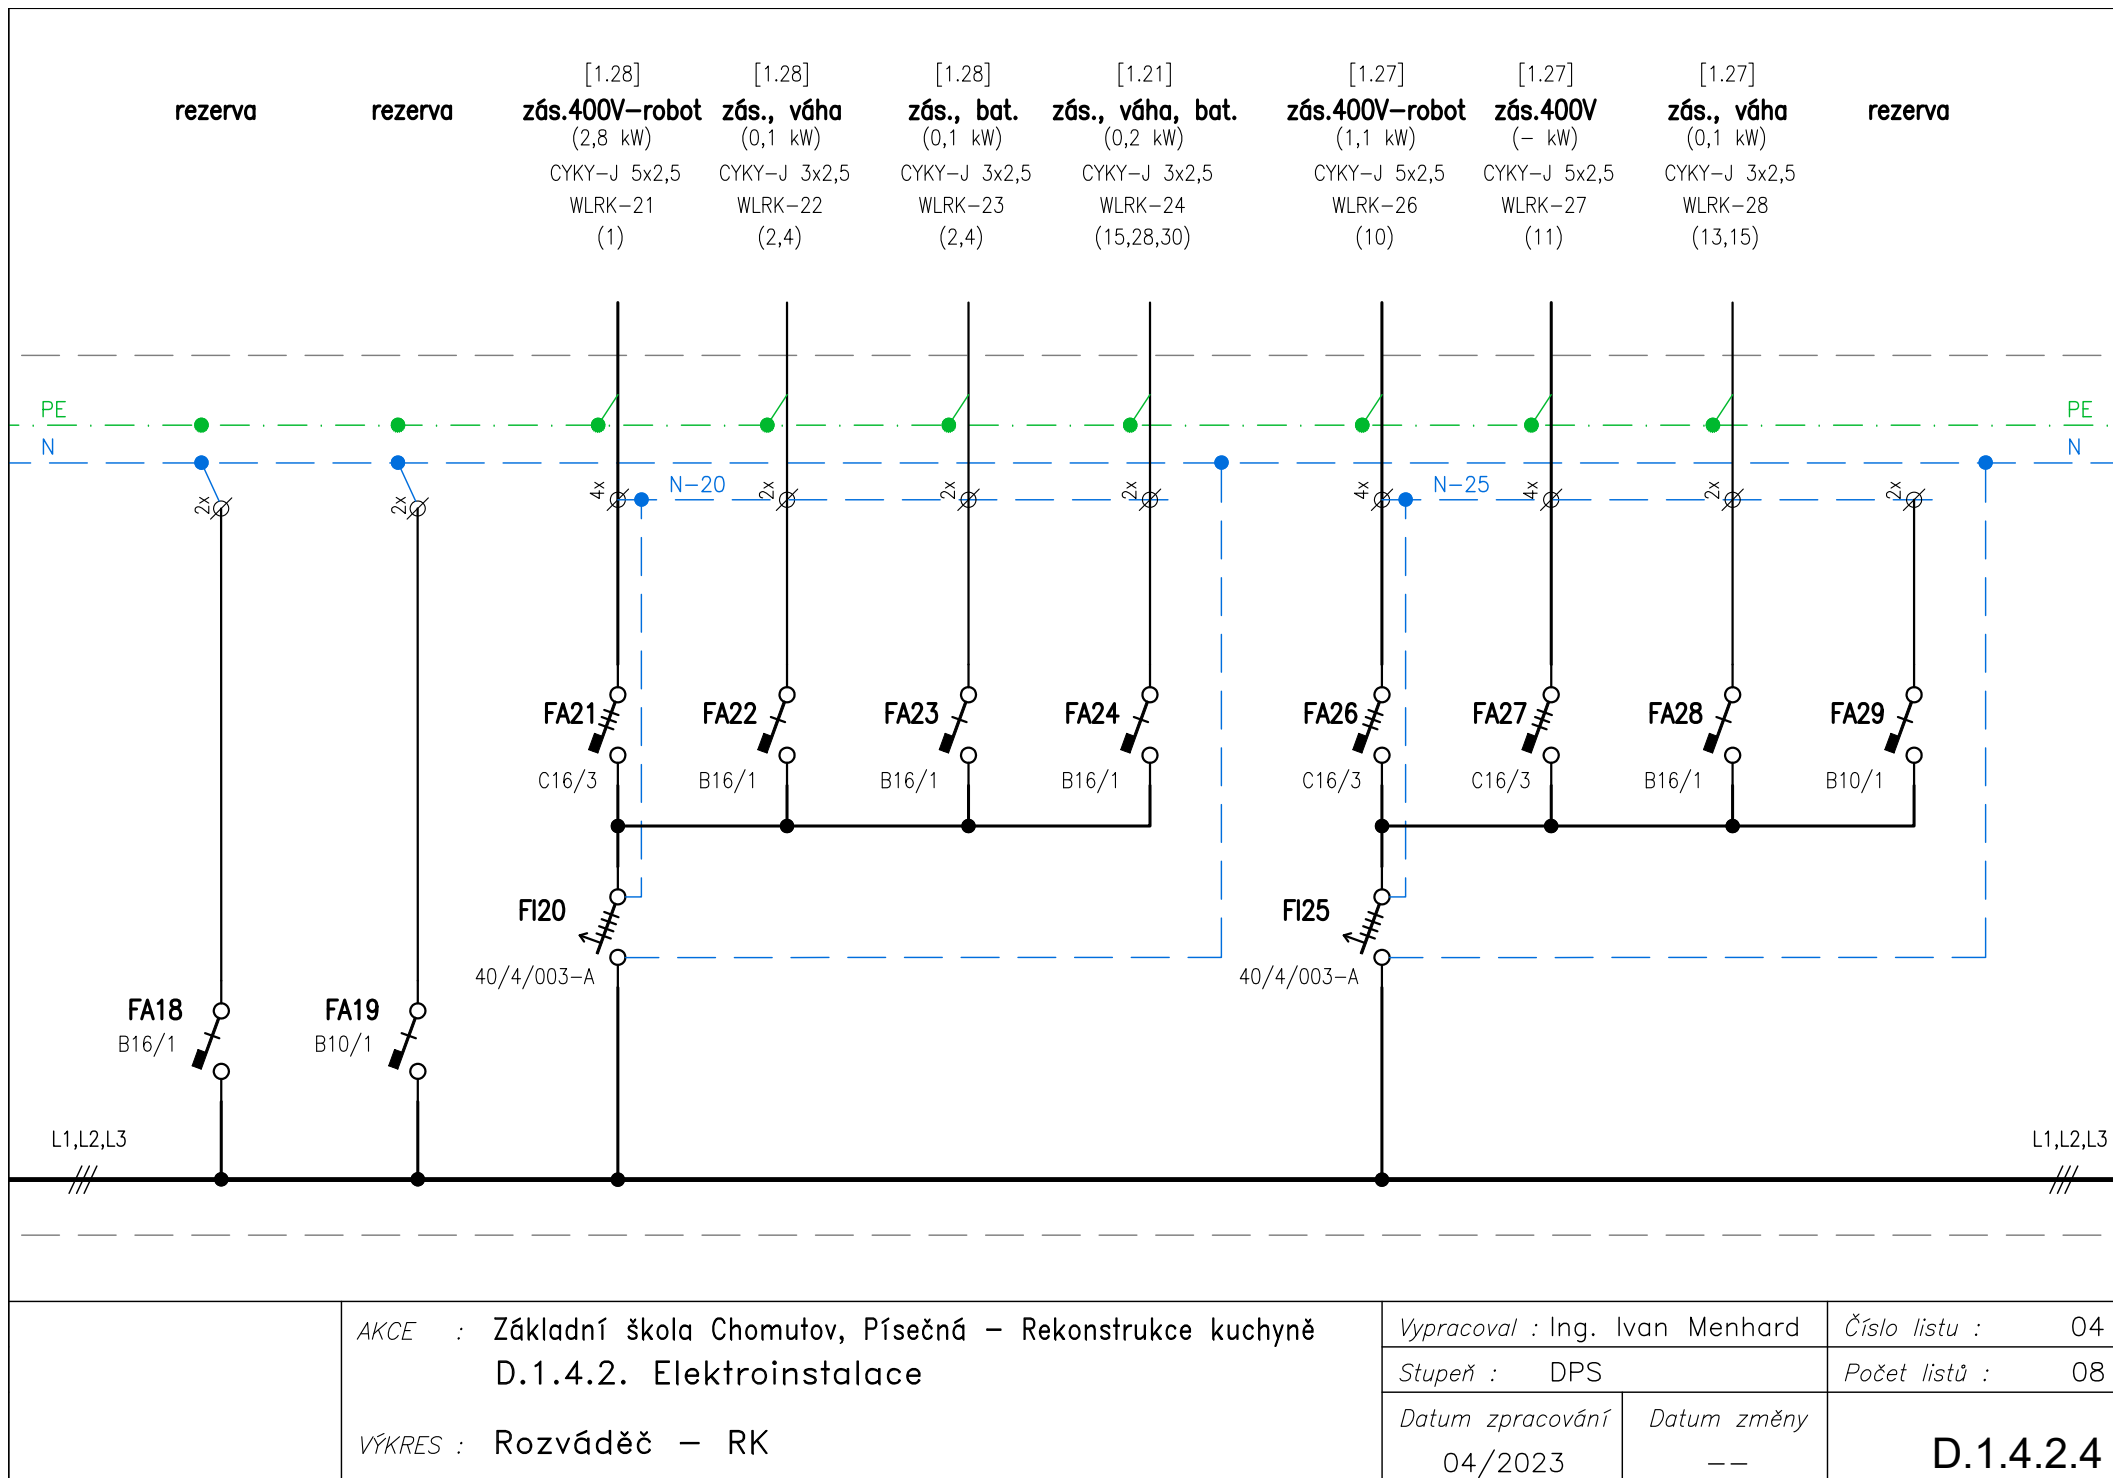 [1.28] [1.28] [1.28] [1.21] [1.27] [1.27] [1.27]
rezerva rezerva zás.400V-robot zás., váha zás., bat. zás., váha, bat. zás.400V-robot zás.400V zás., váha rezerva
(2,8 kW) (0,1 kW) (0,1 kW) (0,2 kW) (1,1 kW) (- kW) (0,1 kW)
CYKY-J 5x2,5 CYKY-J 3x2,5 CYKY-J 3x2,5 CYKY-J 3x2,5 CYKY-J 5x2,5 CYKY-J 5x2,5 CYKY-J 3x2,5
WLRK-21 WLRK-22 WLRK-23 WLRK-24 WLRK-26 WLRK-27 WLRK-28
(1) (2,4) (2,4) (15,28,30) (10) (11) (13,15)
PE PE
N N
2x 2x 4x N-20 2x 2x 2x 4x N-25 4x 2x 2x
FA21 FA22 FA23 FA24 FA26 FA27 FA28 FA29
C16/3 B16/1 B16/1 B16/1 C16/3 C16/3 B16/1 B10/1
FI20 FI25
40/4/003-A 40/4/003-A
FA18 FA19
B16/1 B10/1
L1,L2,L3 L1,L2,L3
AKCE : Základní škola Chomutov, Písečná - Rekonstrukce kuchyně
D.1.4.2. Elektroinstalace
VÝKRES : Rozváděč - RK
Vypracoval : Ing. Ivan Menhard
Číslo listu : 04
Stupeň : DPS
Počet listů : 08
Datum zpracování
04/2023
Datum změny
--
D.1.4.2.4